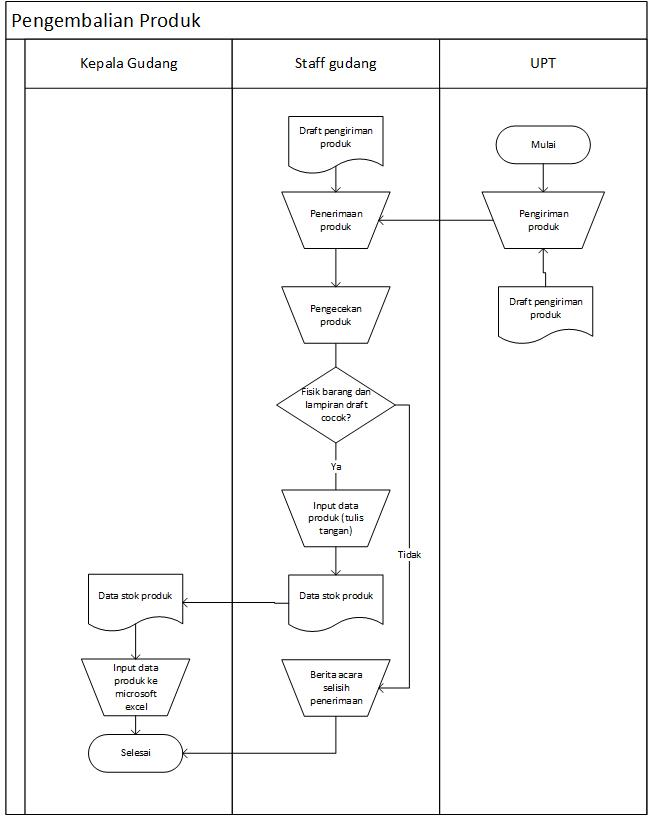 Pengembalian Produk
Kepala Gudang
Staff gudang
UPT
Draft pengiriman
produk
Mulai
Penerimaan
produk
Pengiriman
produk
Pengecekan
produk
Draft pengiriman
produk
Fisik barang dan
lampiran draft
cocok?
Ya
Input data
produk (tulis
tangan)
Tidak
Data stok produk
Data stok produk
Input data
produk ke
microsoft
excel
Berita acara
selisih
penerimaan
Selesai